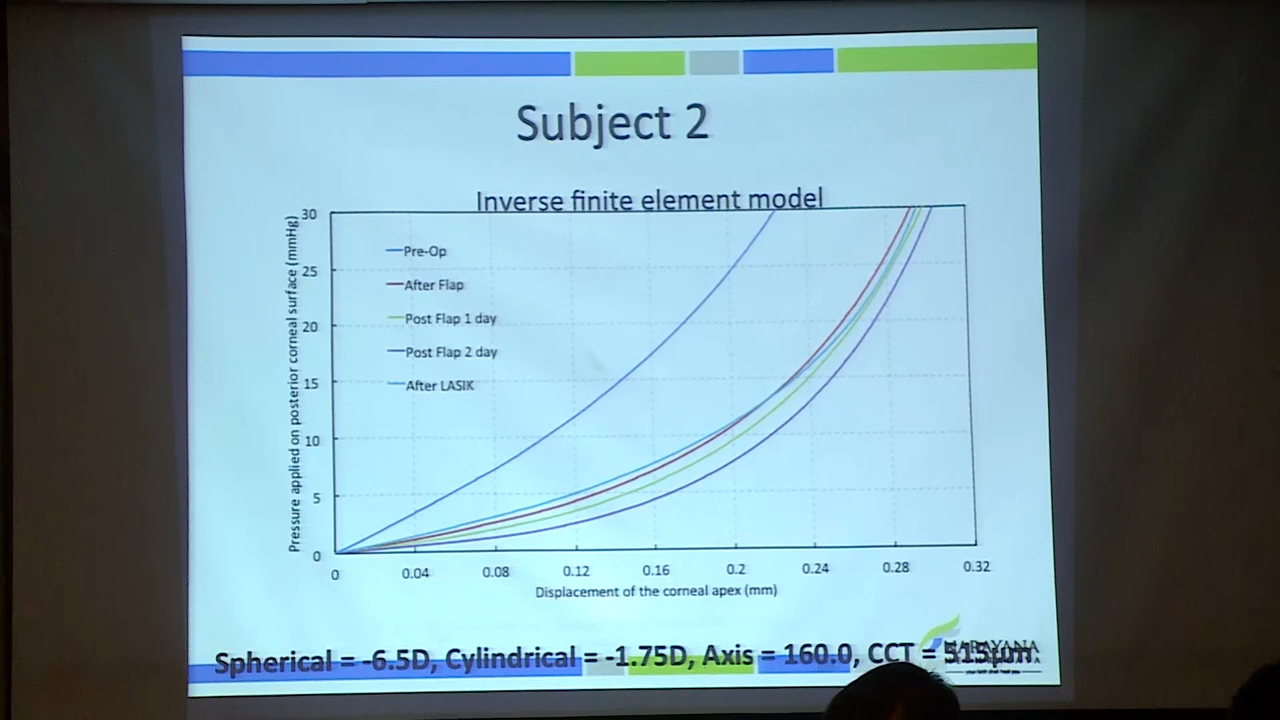 Subject 2
Inverse finite element model
Pressure applied on posterior corneal surface (mmHg)
30
25
20
15
10
5
0
Pre-Op
After Flap
Post Flap 1 day
Post Flap 2 day
After LASIK
0 0.04 0.08 0.12 0.16 0.2 0.24 0.28 0.32
Displacement of the corneal apex (mm)
Spherical = -6.5D, Cylindrical = -1.75D, Axis = 160.0, CCT = 515µm